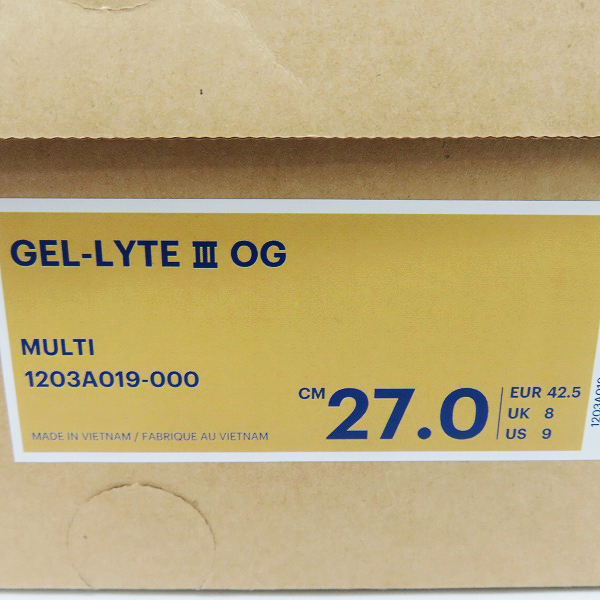 GEL-LYTE Ⅲ OG
MULTI
1203A019-000
CM 27.0
EUR 42.5
UK 8
US 9
MADE IN VIETNAM / FABRIQUE AU VIETNAM